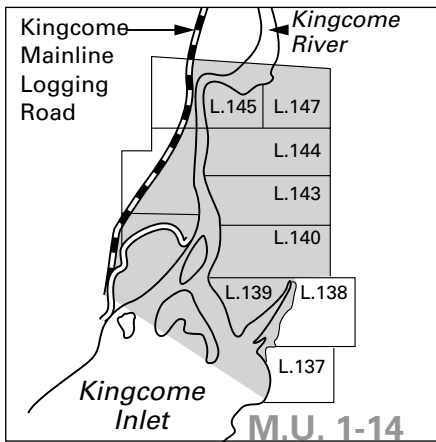 Kingcome
Mainline
Logging
Road
Kingcome
River
L.145
L.147
L.144
L.143
L.140
L.139
L.138
L.137
Kingcome
Inlet
M.U. 1-14